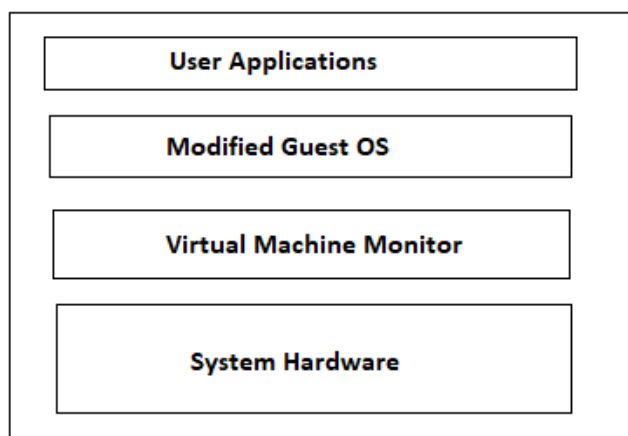 User Applications
Modified Guest OS
Virtual Machine Monitor
System Hardware